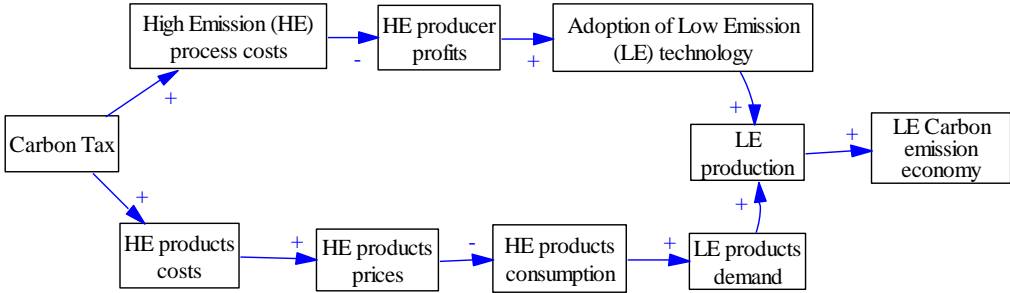 High Emission (HE)
process costs
HE producer
profits
Adoption of Low Emission
(LE) technology
-
+
+
+
Carbon Tax
LE
production
+
LE Carbon
emission
economy
+
+
HE products
costs
+
HE products
prices
-
HE products
consumption
+
LE products
demand